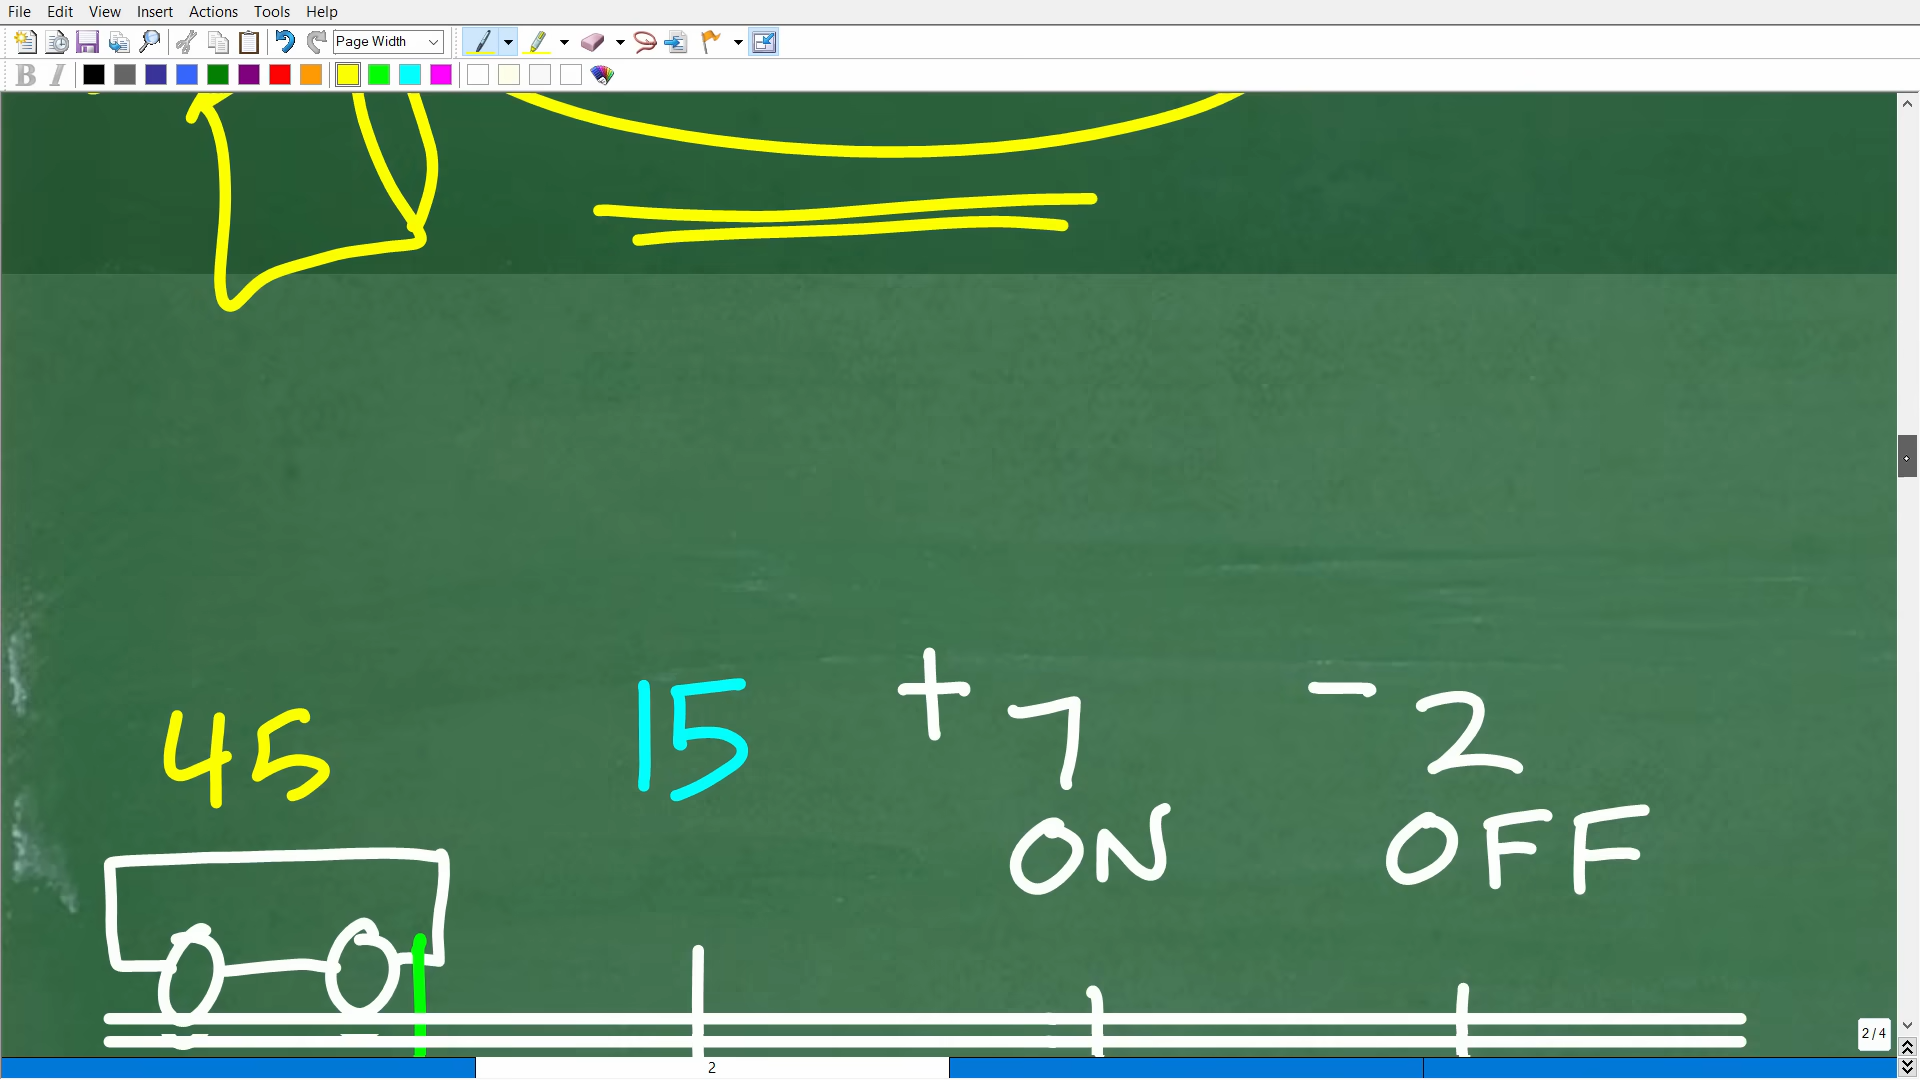 File Edit View Insert Actions Tools Help
Page Width
B I
45 15 + 7 - 2
ON OFF
2 / 4
2